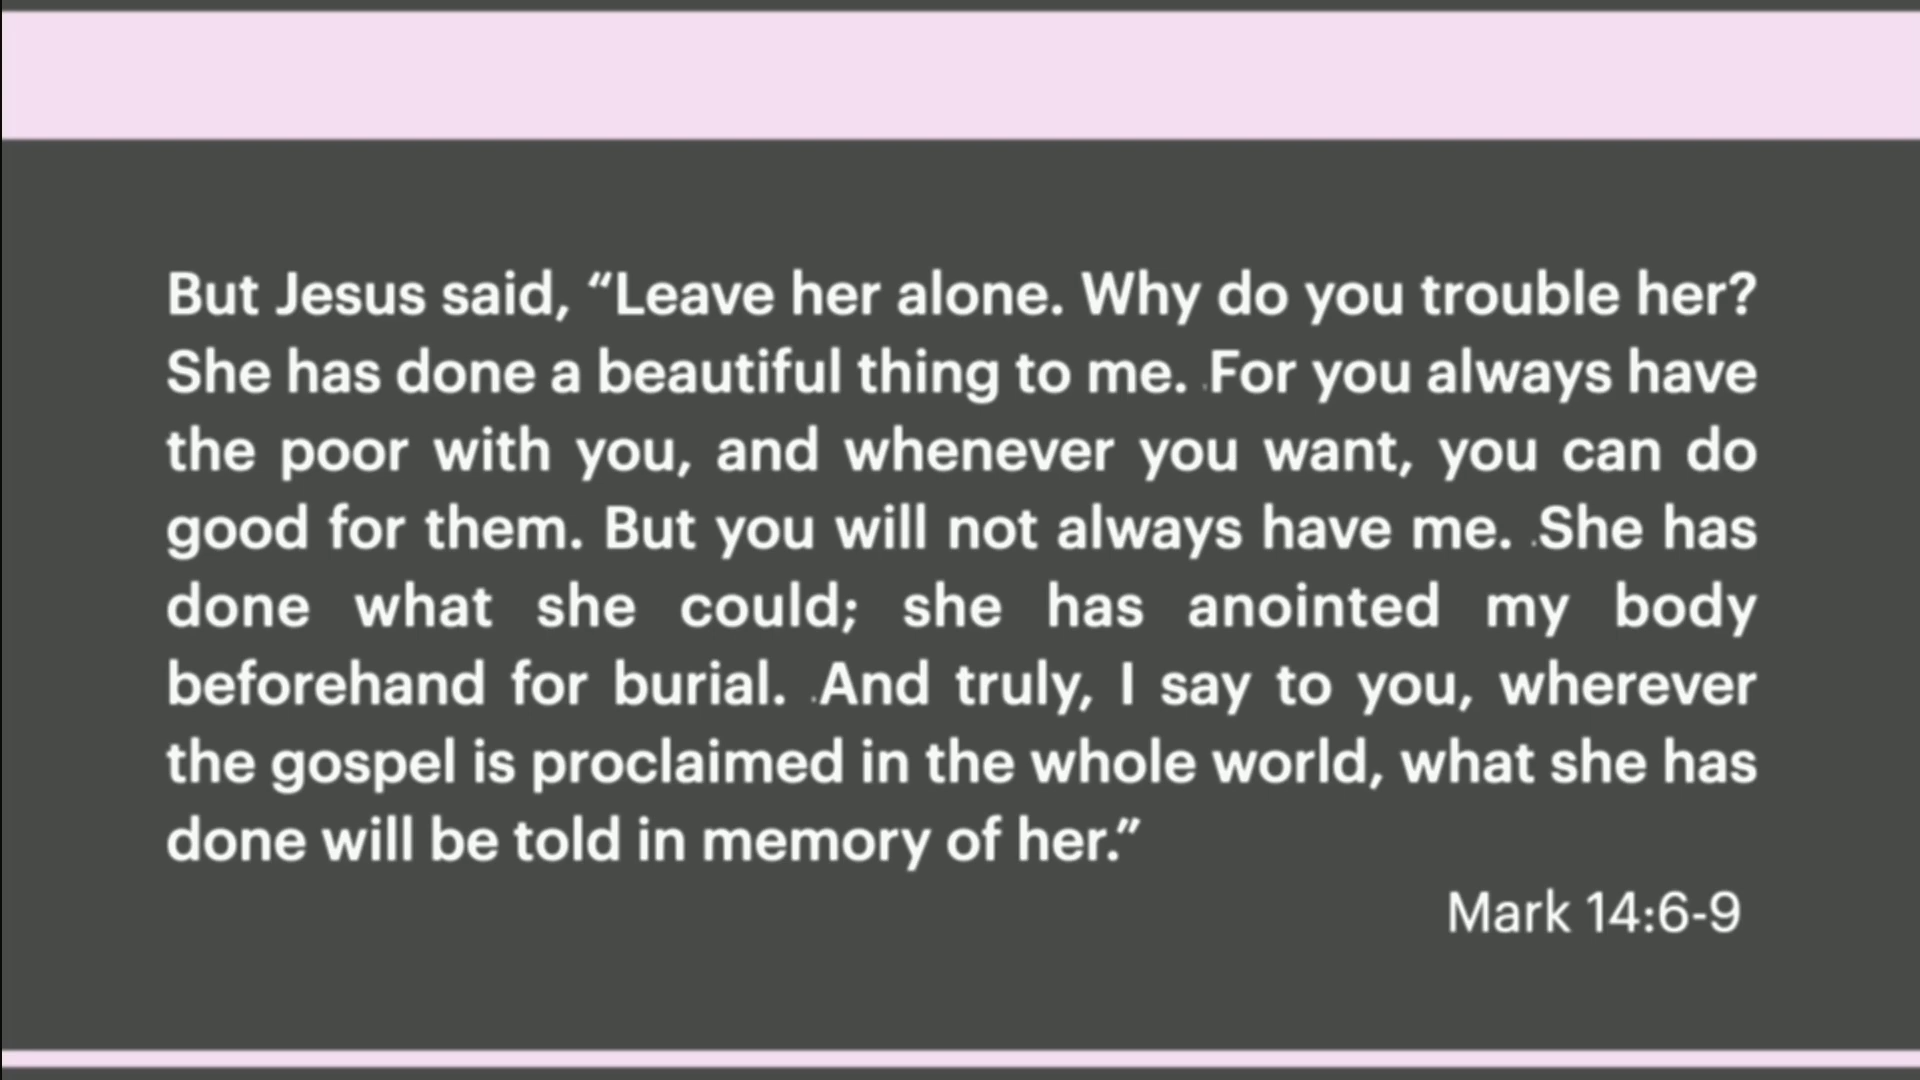 But Jesus said, “Leave her alone. Why do you trouble her?
She has done a beautiful thing to me. For you always have
the poor with you, and whenever you want, you can do
good for them. But you will not always have me. She has
done what she could; she has anointed my body
beforehand for burial. And truly, I say to you, wherever
the gospel is proclaimed in the whole world, what she has
done will be told in memory of her.”
Mark 14:6-9